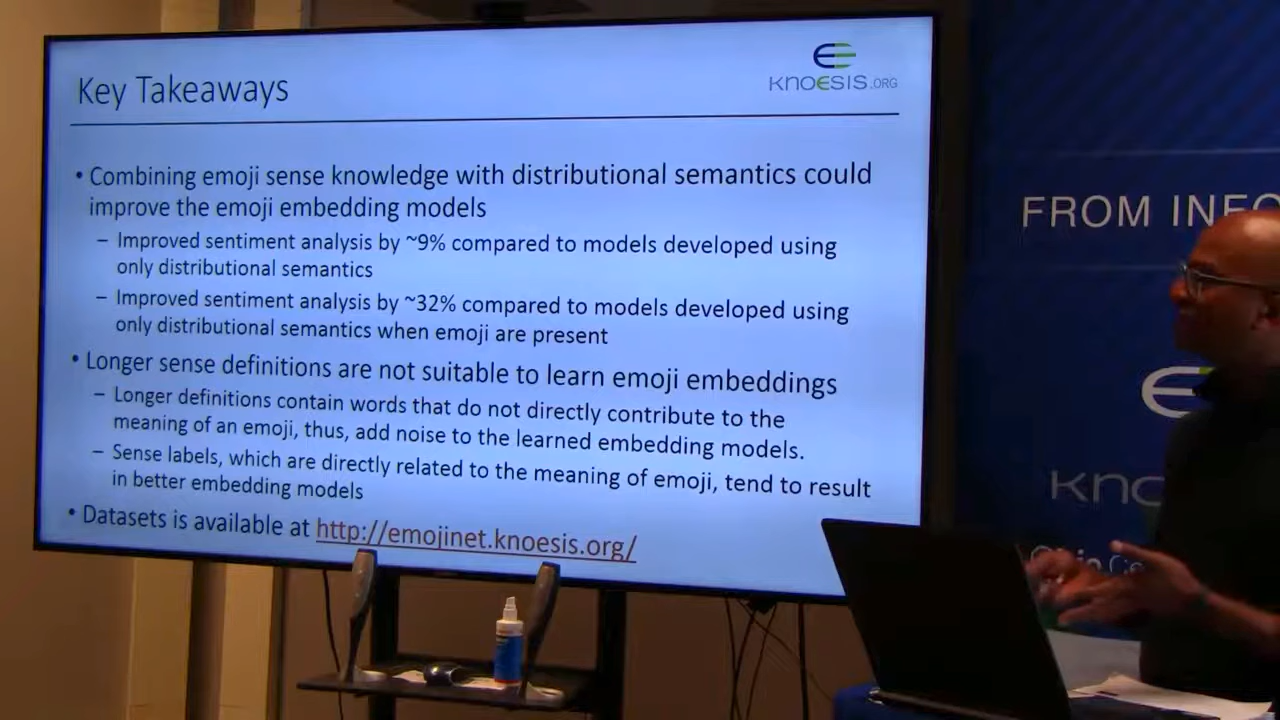 Key Takeaways
KNOESIS.ORG
• Combining emoji sense knowledge with distributional semantics could
improve the emoji embedding models
– Improved sentiment analysis by ~9% compared to models developed using
only distributional semantics
– Improved sentiment analysis by ~32% compared to models developed using
only distributional semantics when emoji are present
• Longer sense definitions are not suitable to learn emoji embeddings
– Longer definitions contain words that do not directly contribute to the
meaning of an emoji, thus, add noise to the learned embedding models.
– Sense labels, which are directly related to the meaning of emoji, tend to result
in better embedding models
• Datasets is available at http://emojinet.knoesis.org/
FROM